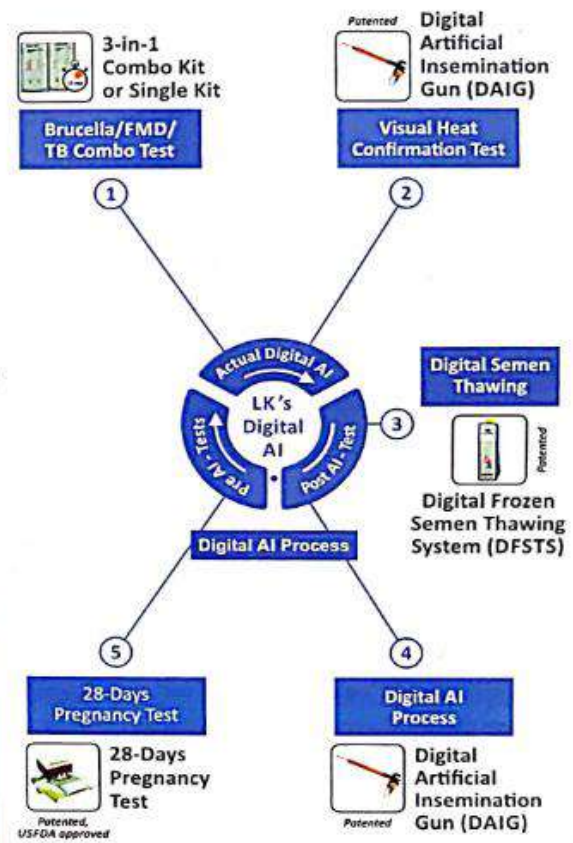 3-in-1
Combo Kit
or Single Kit
Brucella/FMD/
TB Combo Test
1
Patented
Digital
Artificial
Insemination
Gun (DAIG)
Visual Heat
Confirmation Test
2
Actual Digital AI
Pre AI - Tests
Post AI - Test
LK's
Digital
AI
Digital AI Process
3
Digital Semen
Thawing
Patented
Digital Frozen
Semen Thawing
System (DFSTS)
5
28-Days
Pregnancy Test
28-Days
Pregnancy
Test
Patented,
USFDA approved
4
Digital AI
Process
Patented
Digital
Artificial
Insemination
Gun (DAIG)